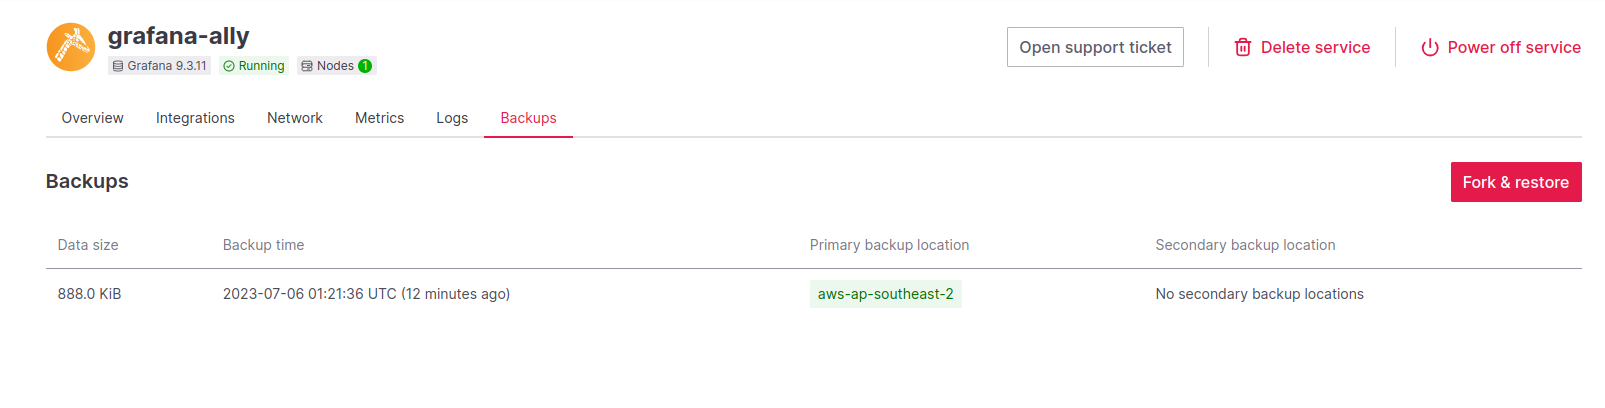 grafana-ally
Grafana 9.3.11 Running Nodes 1
Open support ticket Delete service Power off service
Overview Integrations Network Metrics Logs Backups
Backups
Fork & restore
Data size Backup time Primary backup location Secondary backup location
888.0 KiB 2023-07-06 01:21:36 UTC (12 minutes ago) aws-ap-southeast-2 No secondary backup locations